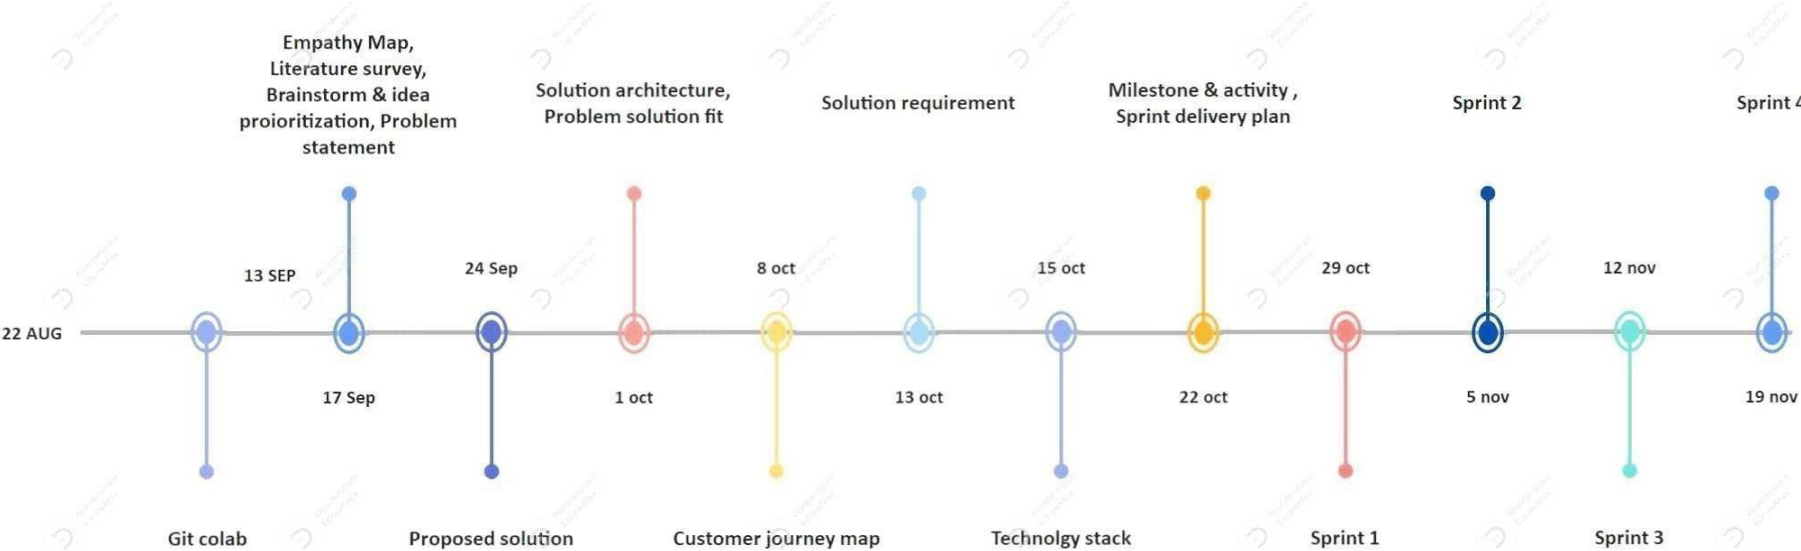 Empathy Map,
Literature survey,
Brainstorm & idea
proioritization, Problem
statement
Solution architecture,
Problem solution fit
Solution requirement
Milestone & activity ,
Sprint delivery plan
Sprint 2
Sprint 4
13 SEP
24 Sep
8 oct
15 oct
29 oct
12 nov
22 AUG
17 Sep
1 oct
13 oct
22 oct
5 nov
19 nov
Git colab
Proposed solution
Customer journey map
Technolgy stack
Sprint 1
Sprint 3